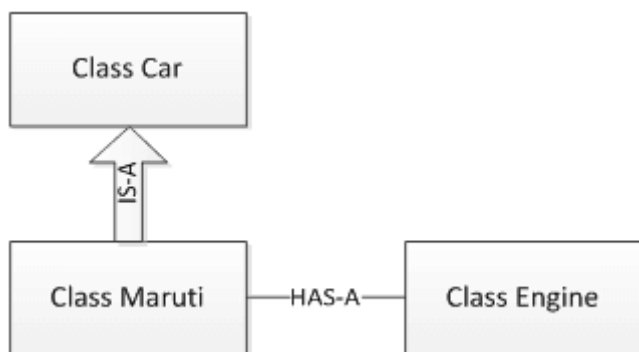 Class Car
IS-A
Class Maruti
HAS-A
Class Engine